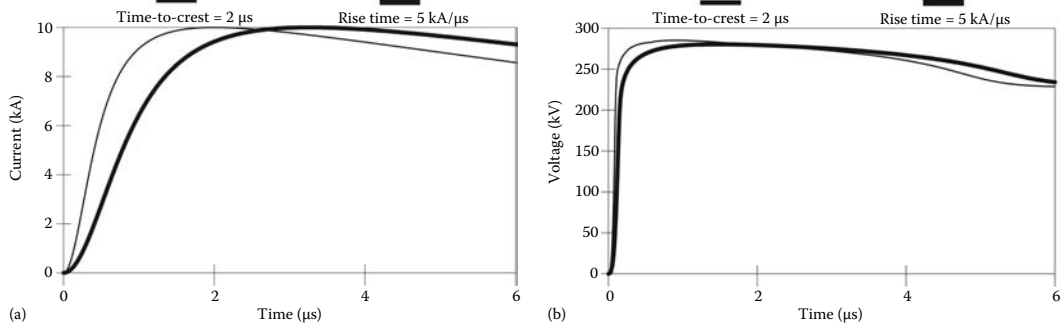 Time-to-crest = 2 μs
Rise time = 5 kA/μs
10
8
6
4
2
0
Current (kA)
0
2
4
6
(a)
Time (μs)
Time-to-crest = 2 μs
Rise time = 5 kA/μs
300
250
200
150
100
50
0
Voltage (kV)
0
2
4
6
(b)
Time (μs)